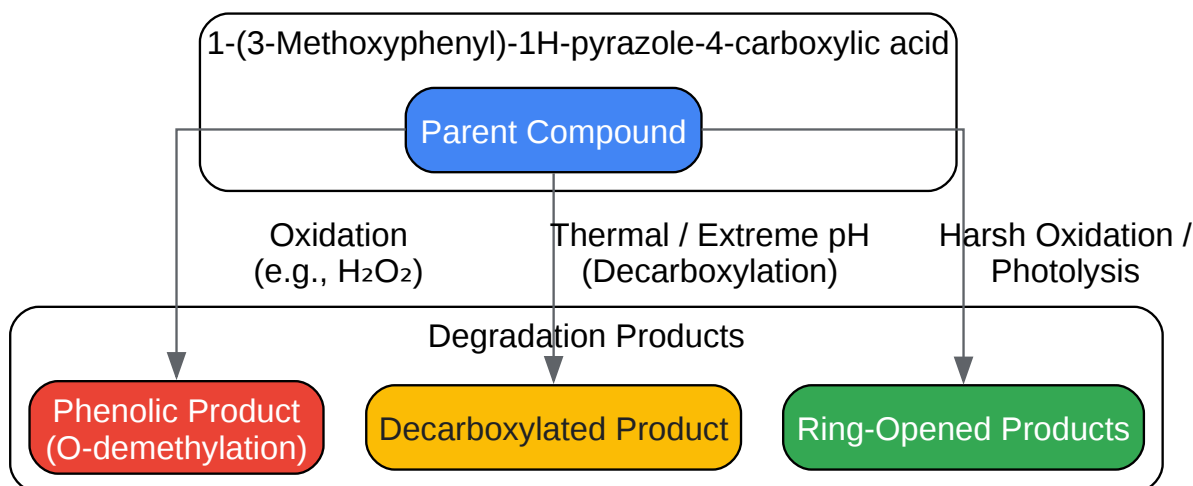 1-(3-Methoxyphenyl)-1H-pyrazole-4-carboxylic acid
Parent Compound
Oxidation
(e.g., H₂O₂)
Thermal / Extreme pH
(Decarboxylation)
Harsh Oxidation /
Photolysis
Degradation Products
Phenolic Product
(O-demethylation)
Decarboxylated Product
Ring-Opened Products